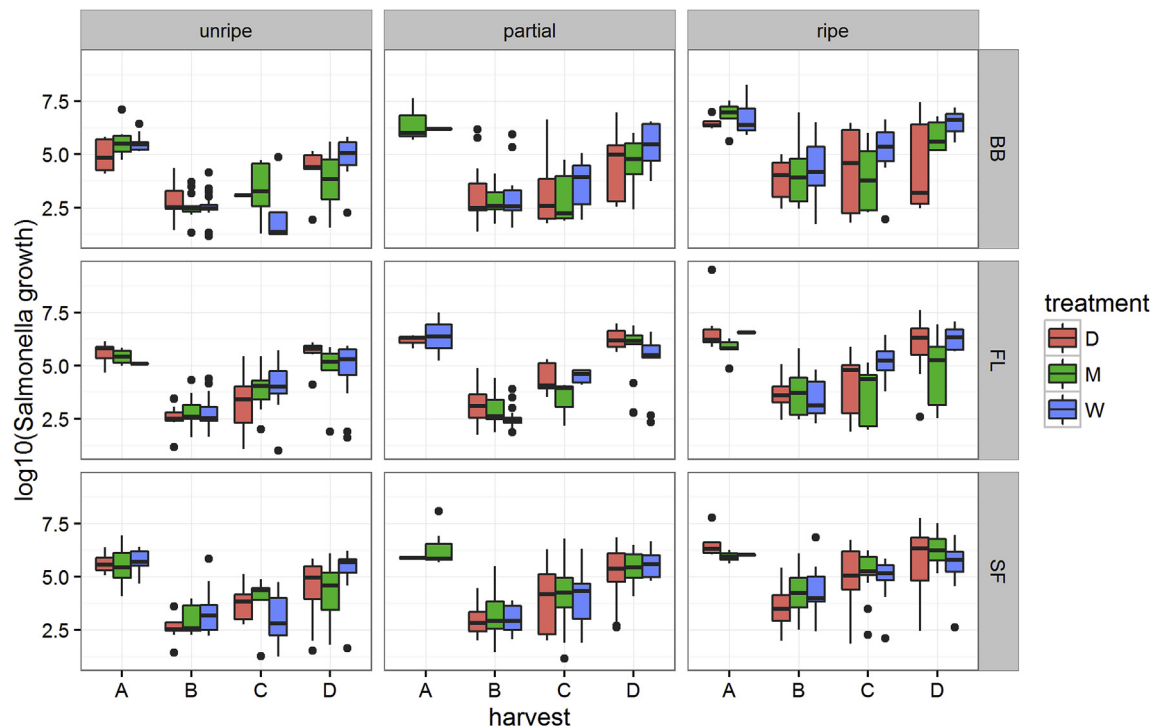 unripe partial ripe
7.5
5.0
2.5
BB
7.5
5.0
2.5
FL
7.5
5.0
2.5
SF
log10(Salmonella growth)
A B C D A B C D A B C D
harvest
treatment
D
M
W